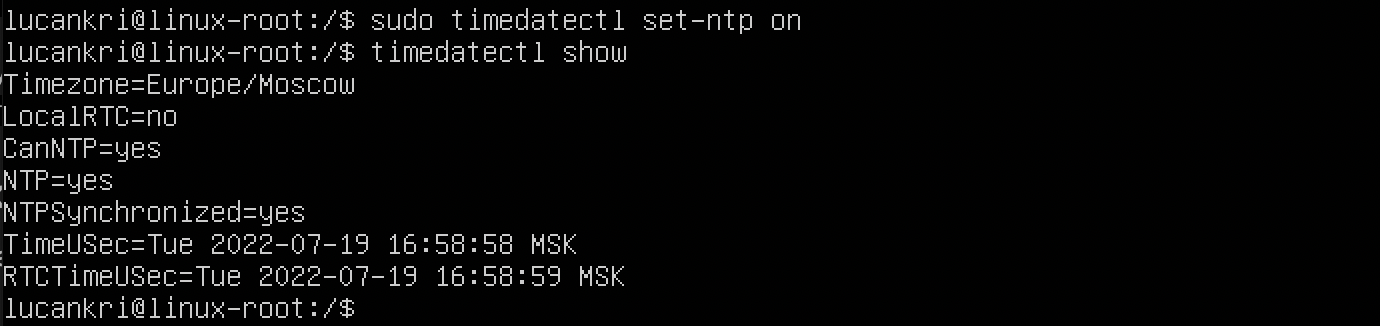 lucankri@linux-root:/$ sudo timedatectl set-ntp on
lucankri@linux-root:/$ timedatectl show
Timezone=Europe/Moscow
LocalRTC=no
CanNTP=yes
NTP=yes
NTPSynchronized=yes
TimeUSec=Tue 2022-07-19 16:58:58 MSK
RTCTimeUSec=Tue 2022-07-19 16:58:59 MSK
lucankri@linux-root:/$